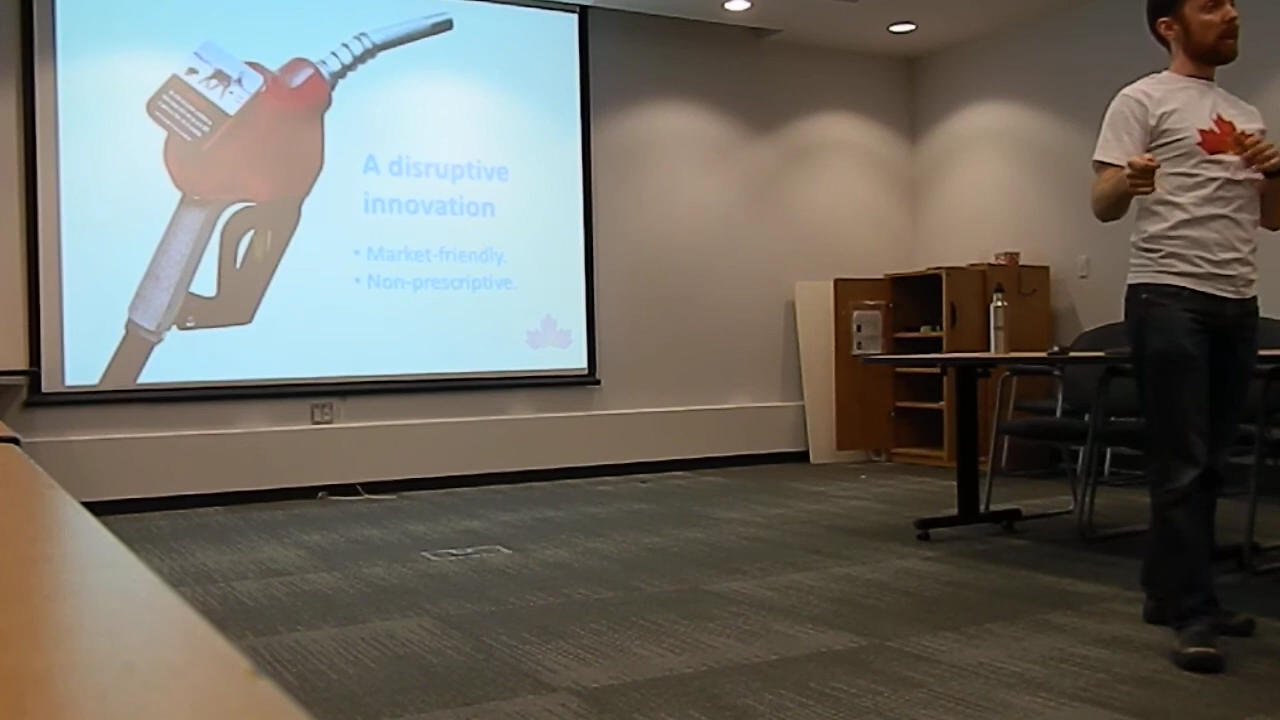 A disruptive
innovation
• Market-friendly.
• Non-prescriptive.